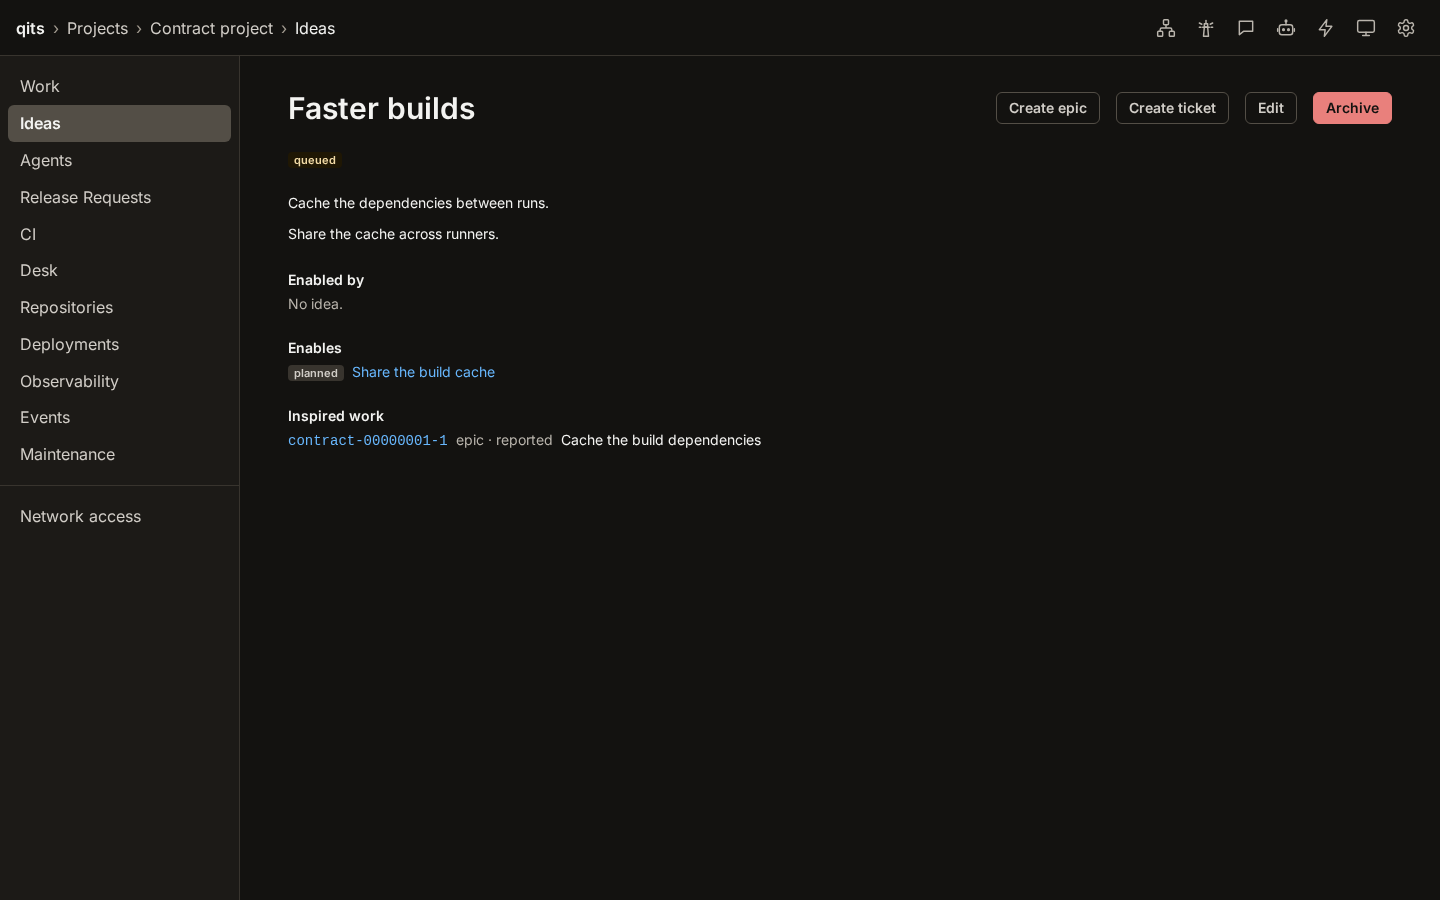 qits › Projects › Contract project › Ideas
Work
Ideas
Agents
Release Requests
CI
Desk
Repositories
Deployments
Observability
Events
Maintenance
Network access
Faster builds
Create epic Create ticket Edit Archive
queued
Cache the dependencies between runs.
Share the cache across runners.
Enabled by
No idea.
Enables
planned Share the build cache
Inspired work
contract-00000001-1 epic · reported Cache the build dependencies